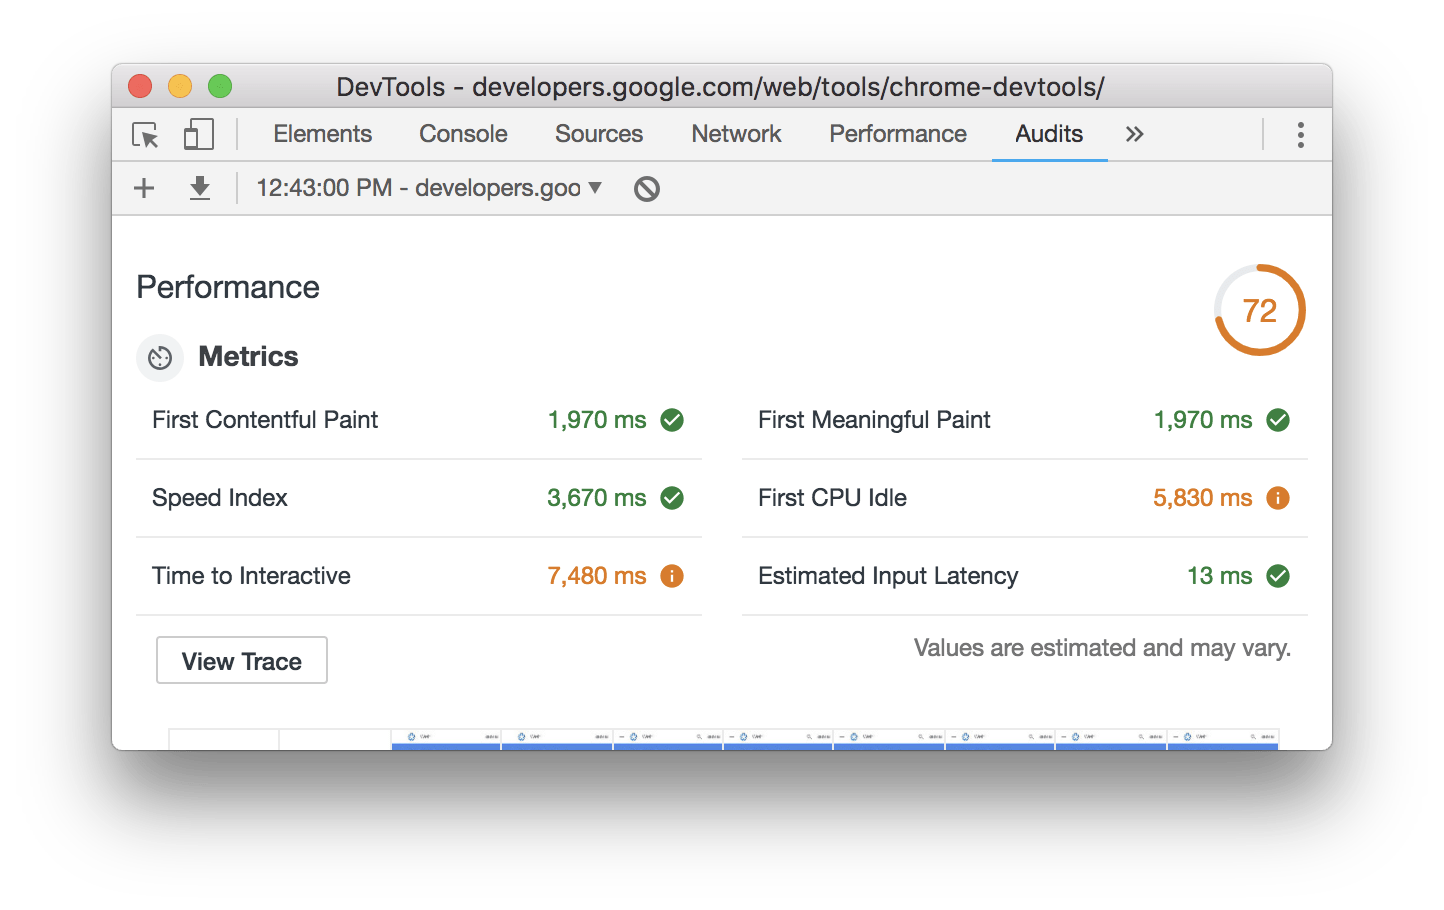 DevTools - developers.google.com/web/tools/chrome-devtools/
Elements Console Sources Network Performance Audits »
12:43:00 PM - developers.goo
Performance
72
Metrics
First Contentful Paint 1,970 ms
First Meaningful Paint 1,970 ms
Speed Index 3,670 ms
First CPU Idle 5,830 ms
Time to Interactive 7,480 ms
Estimated Input Latency 13 ms
View Trace
Values are estimated and may vary.